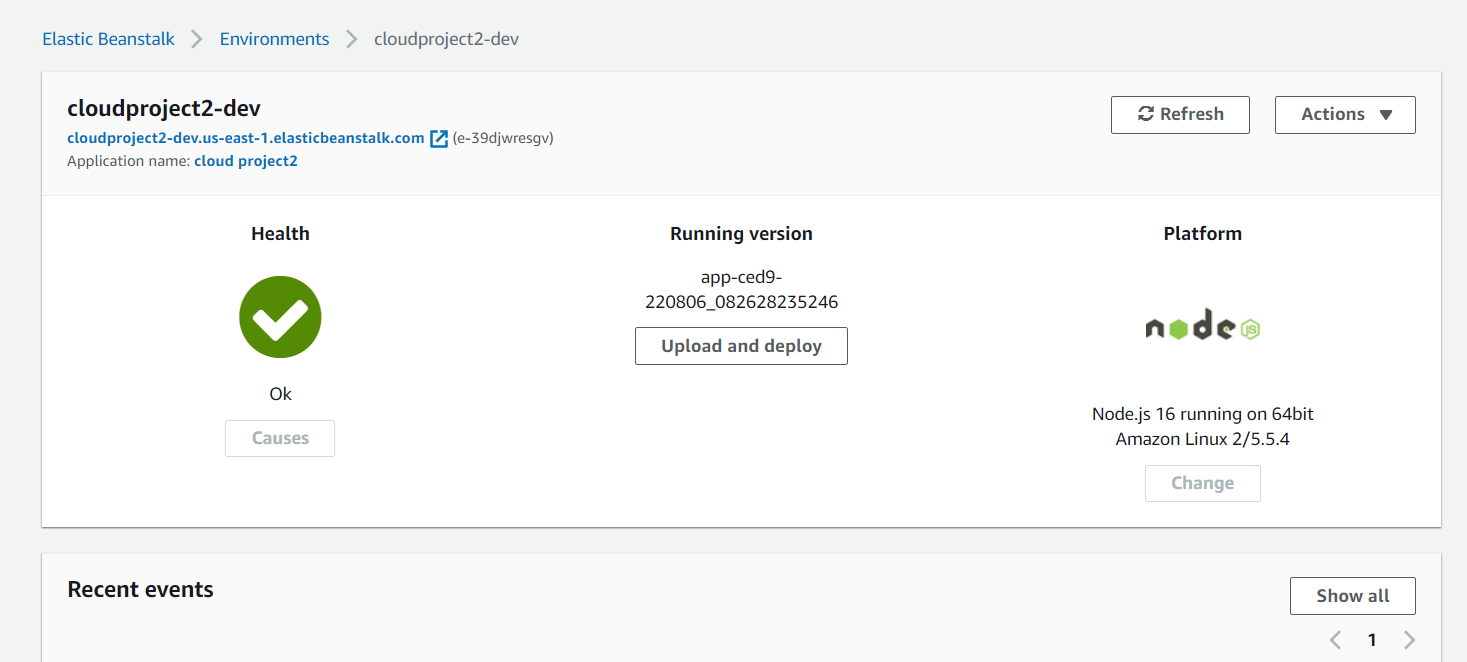 Elastic Beanstalk > Environments > cloudproject2-dev
cloudproject2-dev
Refresh
Actions
cloudproject2-dev.us-east-1.elasticbeanstalk.com (e-39djwresgv)
Application name: cloud project2
Health
Running version
Platform
app-ced9-
220806_082628235246
Upload and deploy
node JS
Ok
Causes
Node.js 16 running on 64bit
Amazon Linux 2/5.5.4
Change
Recent events
Show all
< 1 >